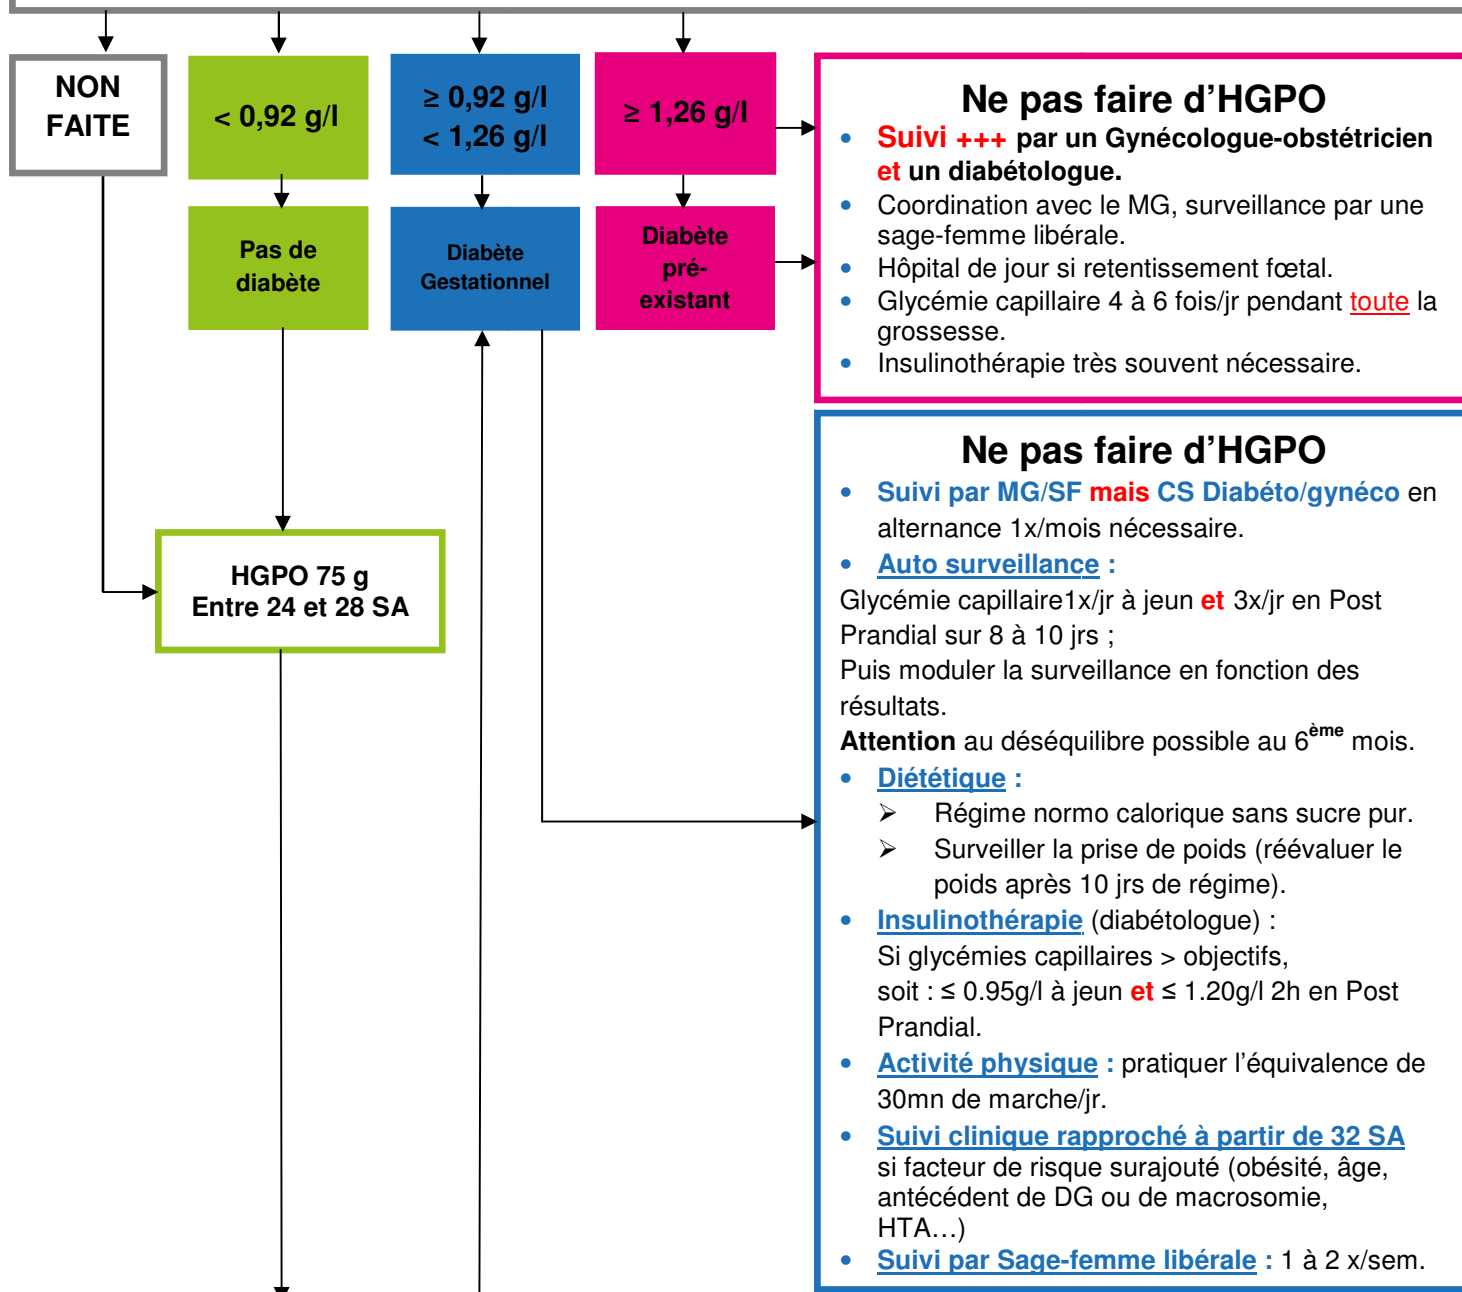 NON
FAITE
< 0,92 g/l
≥ 0,92 g/l
< 1,26 g/l
≥ 1,26 g/l
Pas de
diabète
Diabète
Gestationnel
Diabète
pré-
existant
HGPO 75 g
Entre 24 et 28 SA
Ne pas faire d’HGPO
• Suivi +++ par un Gynécologue-obstétricien
et un diabétologue.
• Coordination avec le MG, surveillance par une
sage-femme libérale.
• Hôpital de jour si retentissement fœtal.
• Glycémie capillaire 4 à 6 fois/jr pendant toute la
grossesse.
• Insulinothérapie très souvent nécessaire.
Ne pas faire d’HGPO
• Suivi par MG/SF mais CS Diabéto/gynéco en
alternance 1x/mois nécessaire.
• Auto surveillance :
Glycémie capillaire1x/jr à jeun et 3x/jr en Post
Prandial sur 8 à 10 jrs ;
Puis moduler la surveillance en fonction des
résultats.
Attention au déséquilibre possible au 6ème mois.
• Diététique :
➢ Régime normo calorique sans sucre pur.
➢ Surveiller la prise de poids (réévaluer le
poids après 10 jrs de régime).
• Insulinothérapie (diabétologue) :
Si glycémies capillaires > objectifs,
soit : ≤ 0.95g/l à jeun et ≤ 1.20g/l 2h en Post
Prandial.
• Activité physique : pratiquer l’équivalence de
30mn de marche/jr.
• Suivi clinique rapproché à partir de 32 SA
si facteur de risque surajouté (obésité, âge,
antécédent de DG ou de macrosomie,
HTA…)
• Suivi par Sage-femme libérale : 1 à 2 x/sem.